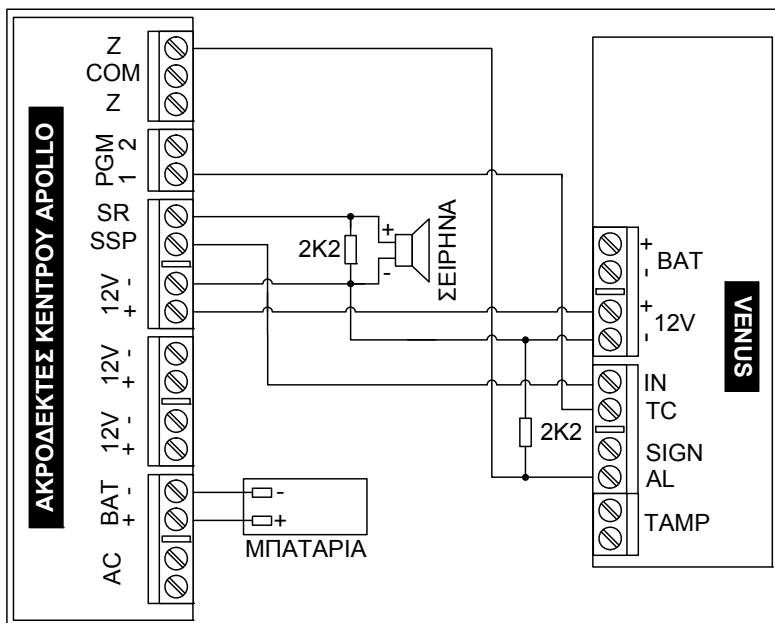 ΑΚΡΟΔΕΚΤΕΣ ΚΕΝΤΡΟΥ APOLLO
Z
COM
Z
PGM
2
1
SR
SSP
12V
-
+
12V
-
+
12V
-
+
BAT
-
+
AC
2K2
+
-
ΣΕΙΡΗΝΑ
-
+
ΜΠΑΤΑΡΙΑ
2K2
+
-
BAT
+
-
12V
IN
TC
SIGN
AL
TAMP
VENUS